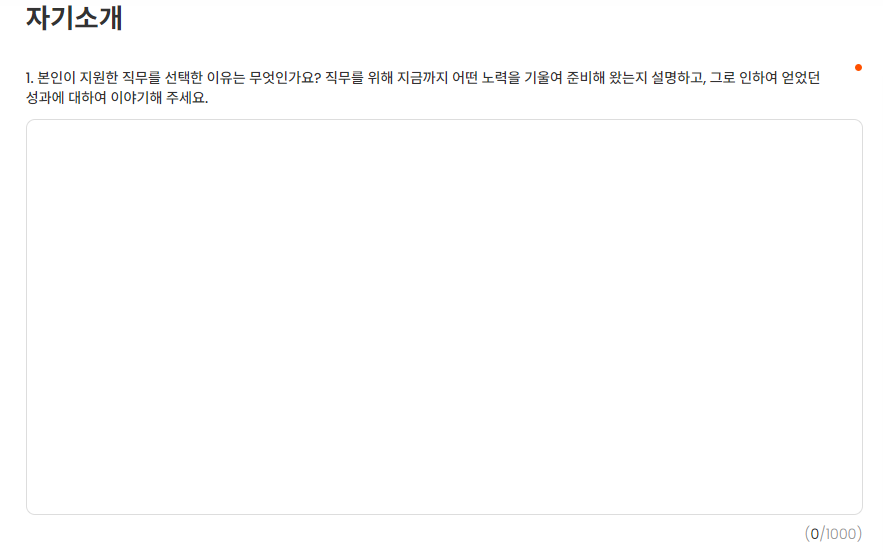 자기소개
1. 본인이 지원한 직무를 선택한 이유는 무엇인가요? 직무를 위해 지금까지 어떤 노력을 기울여 준비해 왔는지 설명하고, 그로 인하여 얻었던
성과에 대하여 이야기해 주세요.
(0/1000)